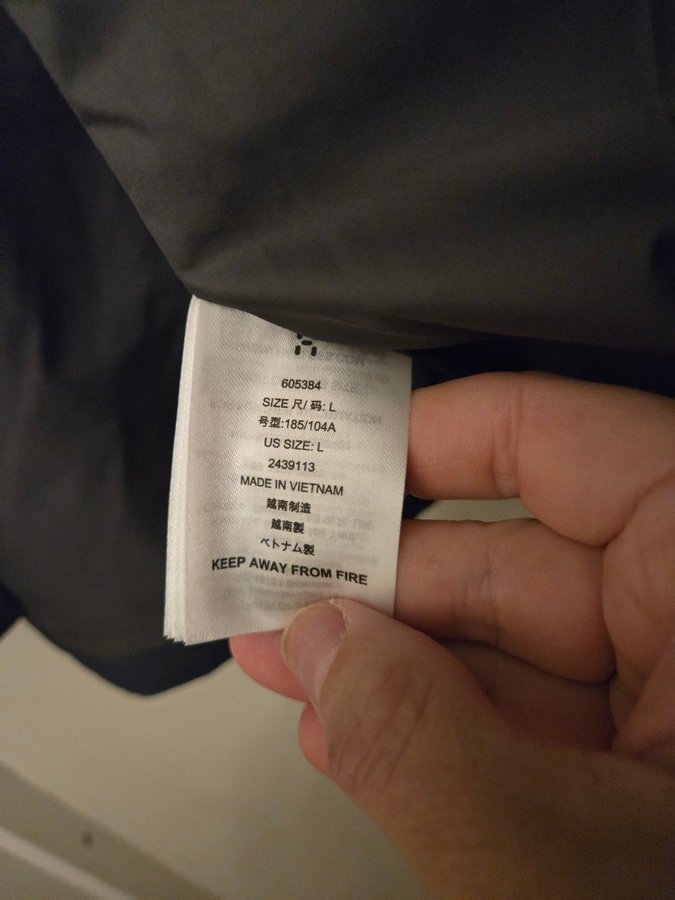 605384
SIZE 尺/ 码: L
号型:185/104A
US SIZE: L
2439113
MADE IN VIETNAM
越南制造
越南製
ベトナム製
KEEP AWAY FROM FIRE